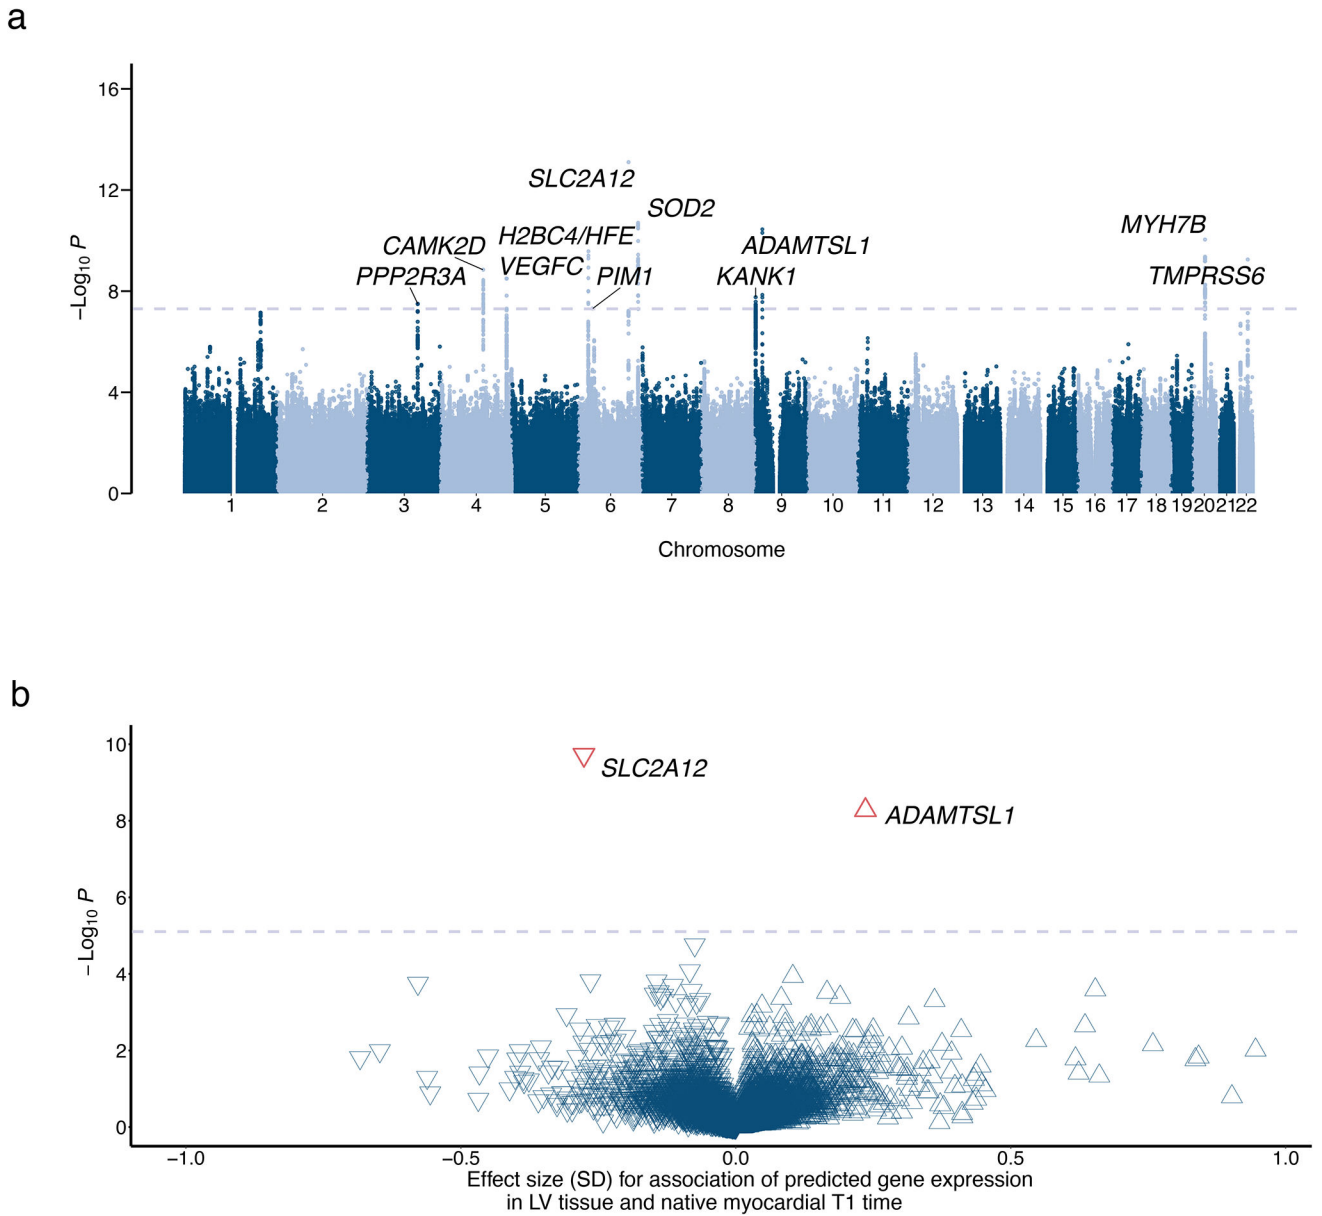 a
16
12
8
4
0
−Log10 P
SLC2A12
SOD2
MYH7B
CAMK2D
H2BC4/HFE
ADAMTSL1
PPP2R3A
VEGFC
PIM1
KANK1
TMPRSS6
1 2 3 4 5 6 7 8 9 10 11 12 13 14 15 16 17 18 19 20 21 22
Chromosome
b
10
8
6
4
2
0
−Log10 P
SLC2A12
ADAMTSL1
−1.0 −0.5 0.0 0.5 1.0
Effect size (SD) for association of predicted gene expression
in LV tissue and native myocardial T1 time